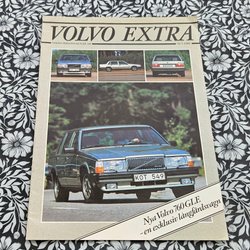 VOLVO EXTRA
KOT 549
Nya Volvo 760 GLE
- en exklusiv långfärdsvagn